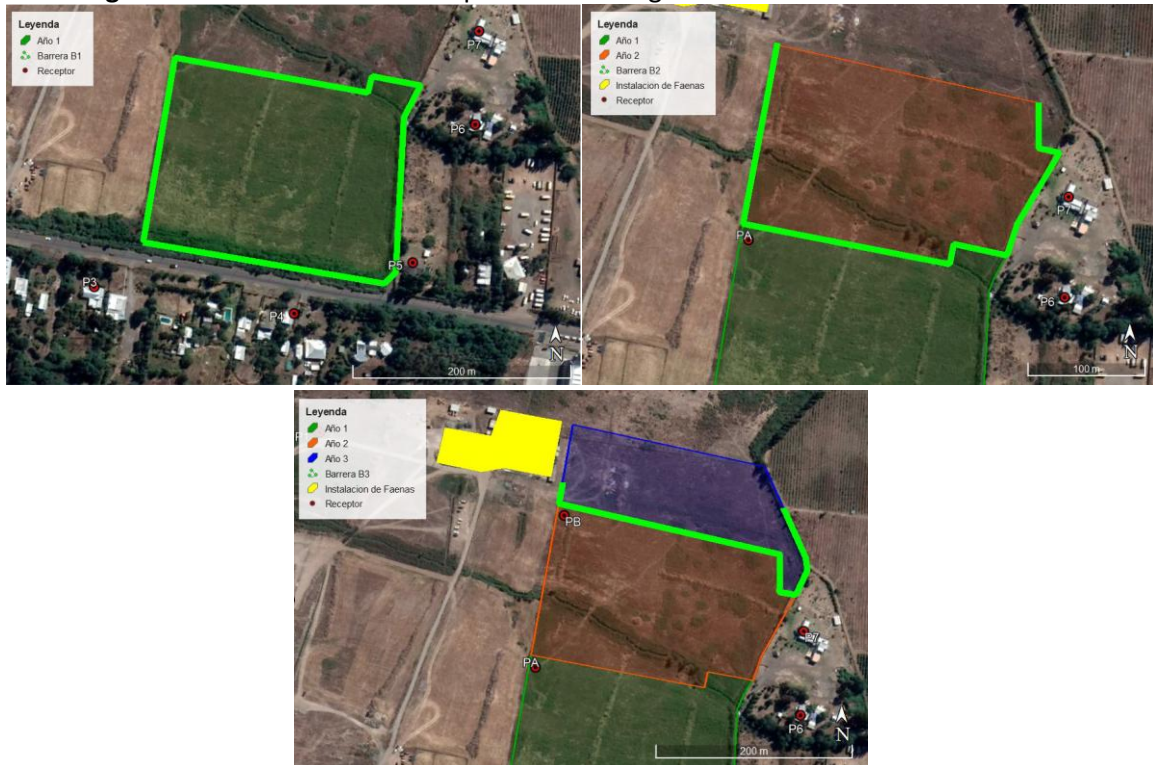 Leyenda
Año 1
Barrera B1
Receptor
P7
P6
P5
P3
P4
N
200 m
Leyenda
Año 1
Año 2
Barrera B2
Instalacion de Faenas
Receptor
PA
P7
P6
N
100 m
Leyenda
Año 1
Año 2
Año 3
Barrera B3
Instalacion de Faenas
Receptor
PB
P7
PA
P6
N
200 m